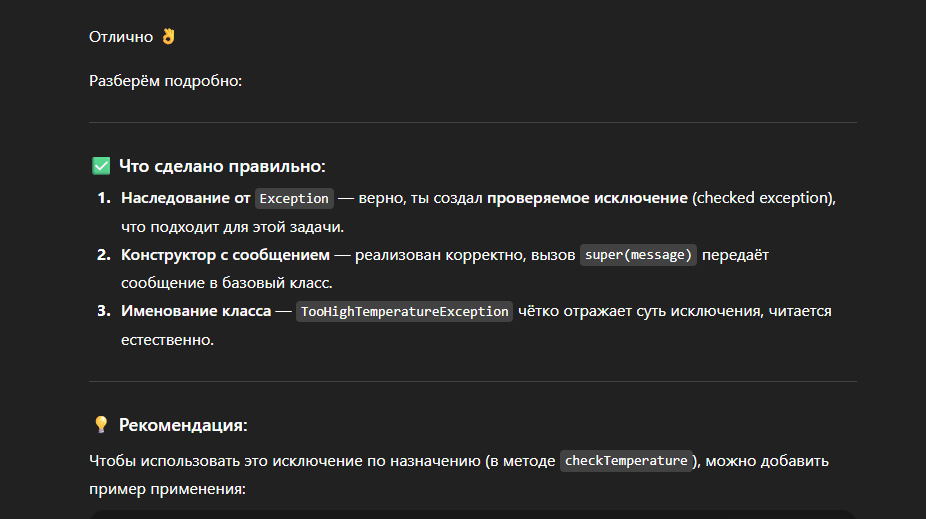 Отлично 👌
Разберём подробно:
✅ Что сделано правильно:
1. Наследование от Exception — верно, ты создал проверяемое исключение (checked exception),
что подходит для этой задачи.
2. Конструктор с сообщением — реализован корректно, вызов super(message) передаёт
сообщение в базовый класс.
3. Именование класса — TooHighTemperatureException чётко отражает суть исключения, читается
естественно.
💡 Рекомендация:
Чтобы использовать это исключение по назначению (в методе checkTemperature), можно добавить
пример применения: